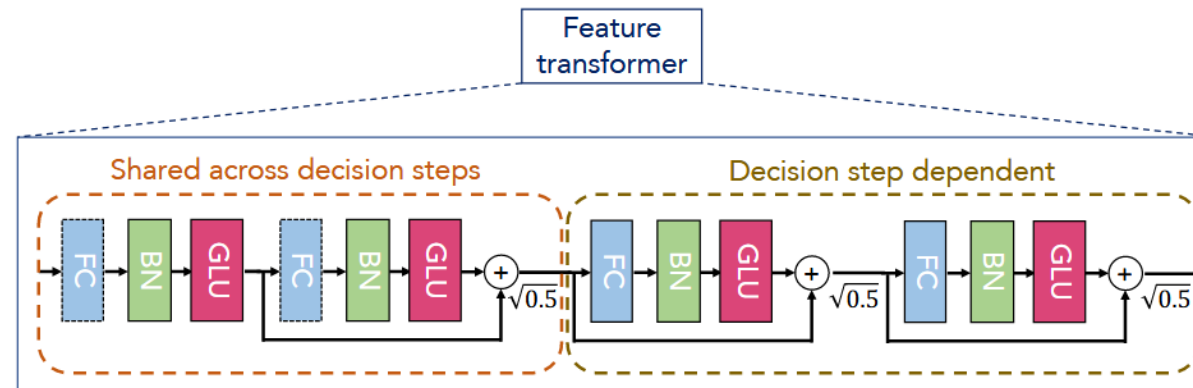 Feature
transformer
Shared across decision steps
Decision step dependent
FC
BN
GLU
FC
BN
GLU
+
√0.5
FC
BN
GLU
+
√0.5
FC
BN
GLU
+
√0.5